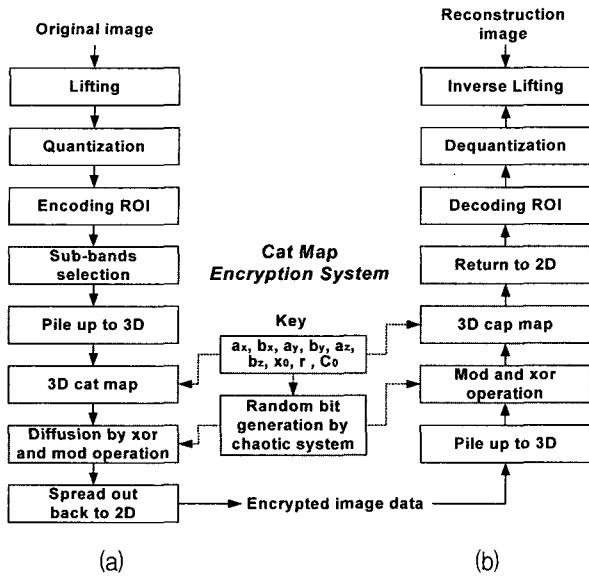 Original image
Lifting
Quantization
Encoding ROI
Sub-bands
selection
Pile up to 3D
3D cat map
Diffusion by xor
and mod operation
Spread out
back to 2D
(a)
Cat Map
Encryption System
Key
ax, bx, ay, by, az,
bz, x0, r , C0
Random bit
generation by
chaotic system
Encrypted image data
Reconstruction
image
Inverse Lifting
Dequantization
Decoding ROI
Return to 2D
3D cap map
Mod and xor
operation
Pile up to 3D
(b)